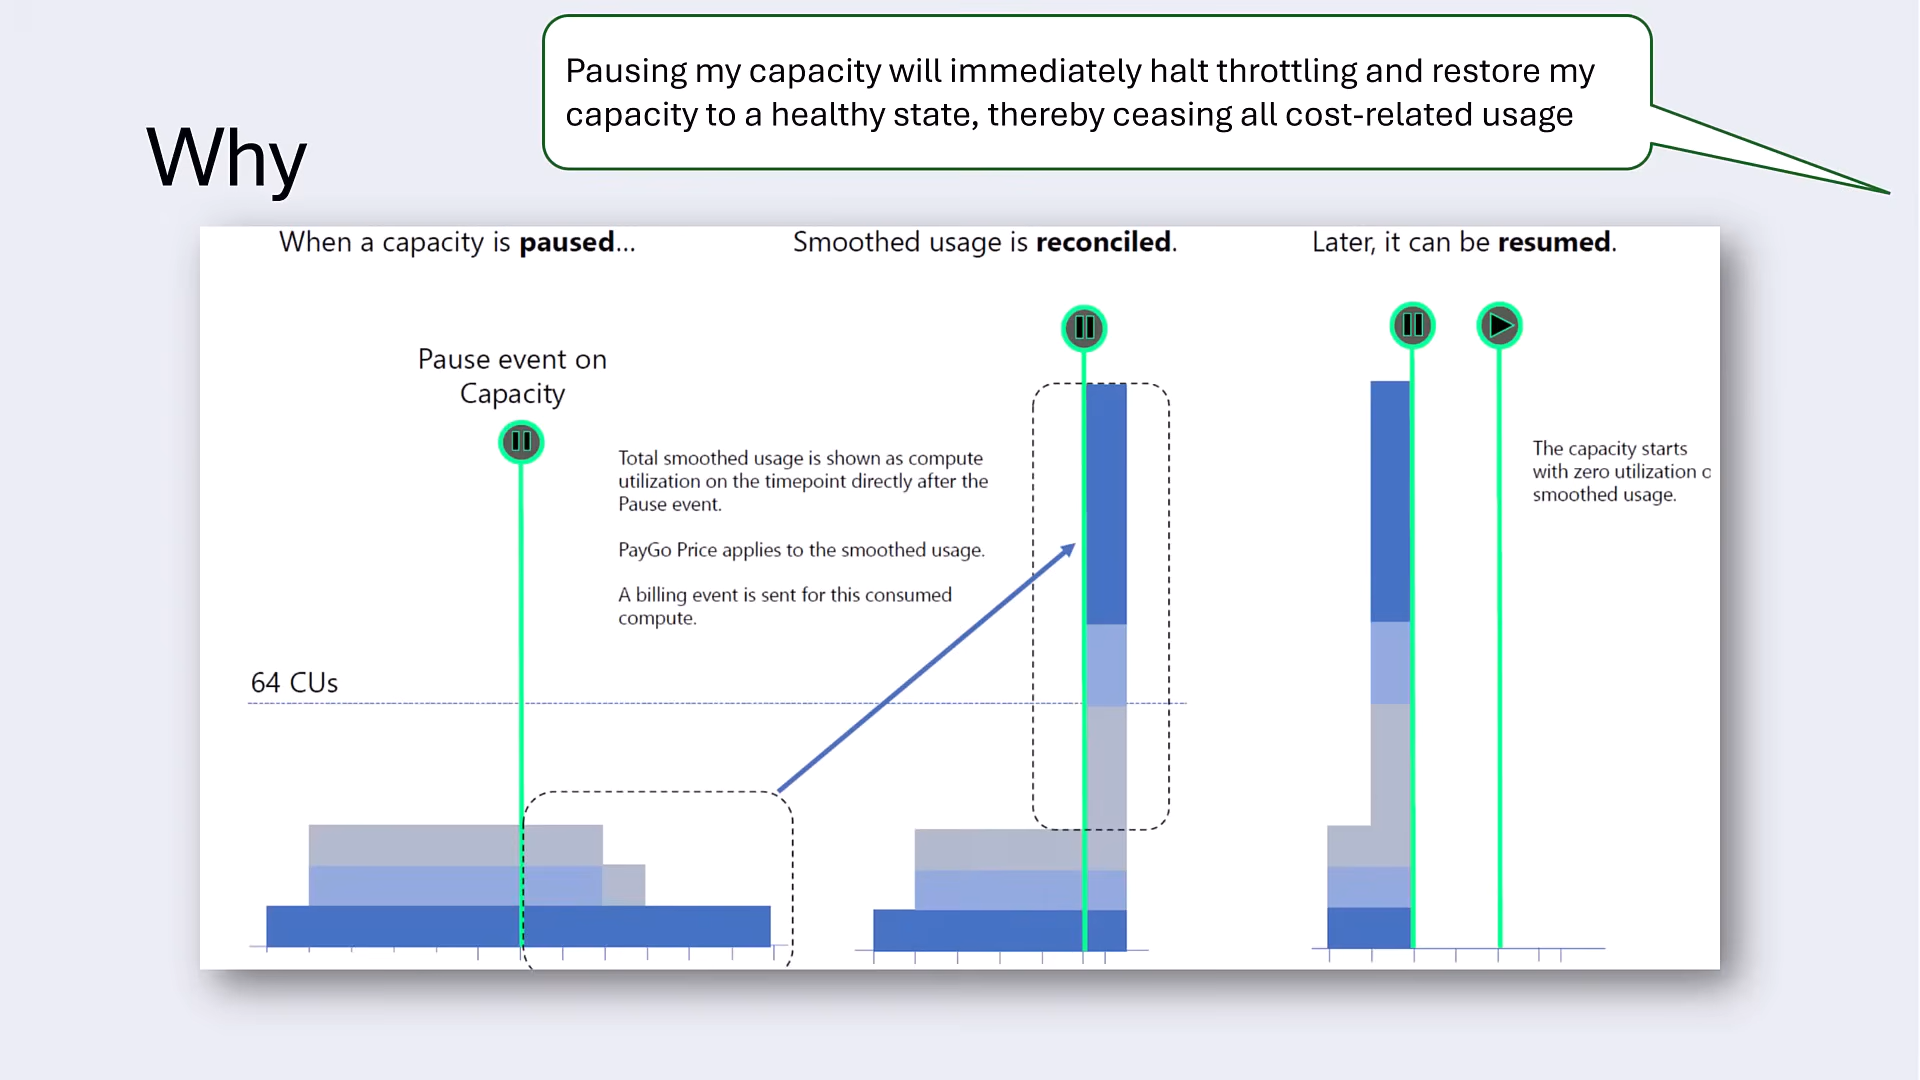 Pausing my capacity will immediately halt throttling and restore my
capacity to a healthy state, thereby ceasing all cost-related usage
Why
When a capacity is paused...
Smoothed usage is reconciled.
Later, it can be resumed.
Pause event on
Capacity
Total smoothed usage is shown as compute
utilization on the timepoint directly after the
Pause event.
PayGo Price applies to the smoothed usage.
A billing event is sent for this consumed
compute.
The capacity starts
with zero utilization
smoothed usage.
64 CUs